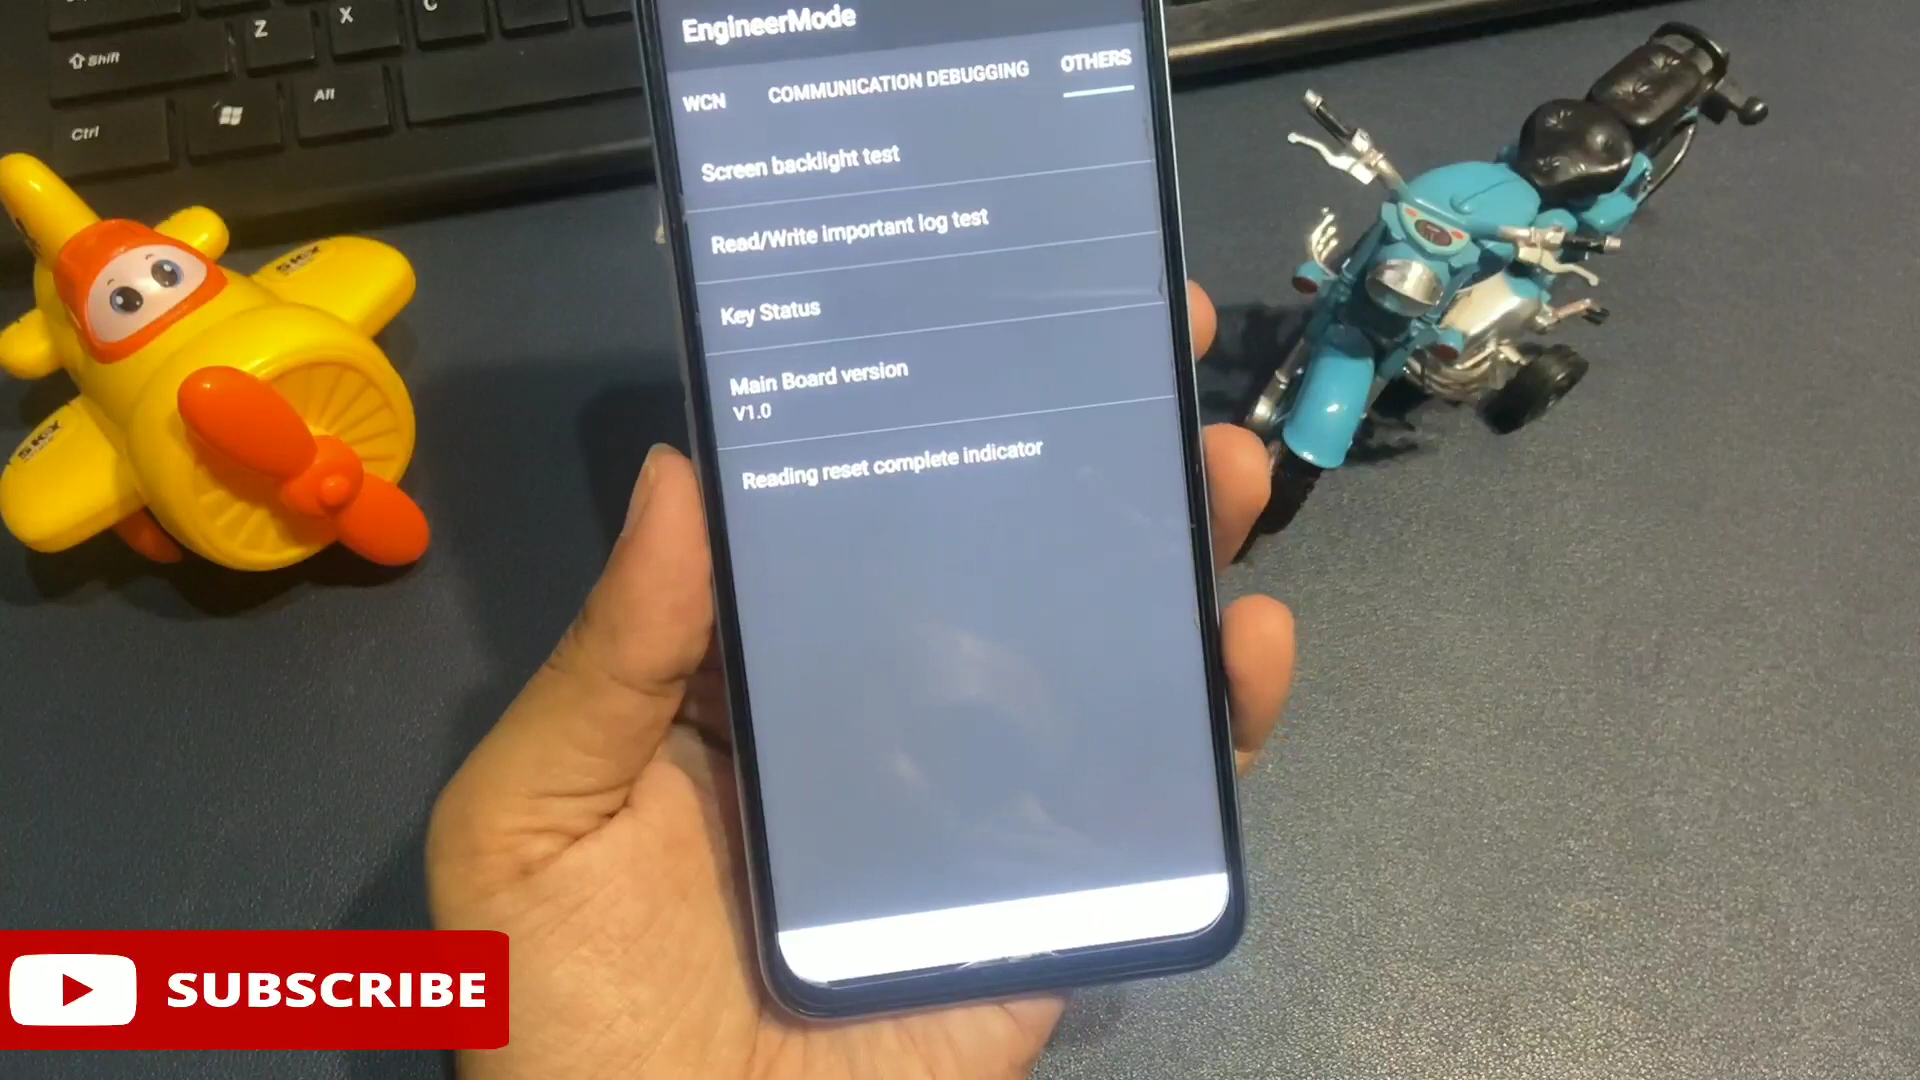 Z
X
C
Shift
Ctrl
Alt
EngineerMode
WCN
COMMUNICATION DEBUGGING
OTHERS
Screen backlight test
Read/Write important log test
Key Status
Main Board version
V1.0
Reading reset complete indicator
SUBSCRIBE